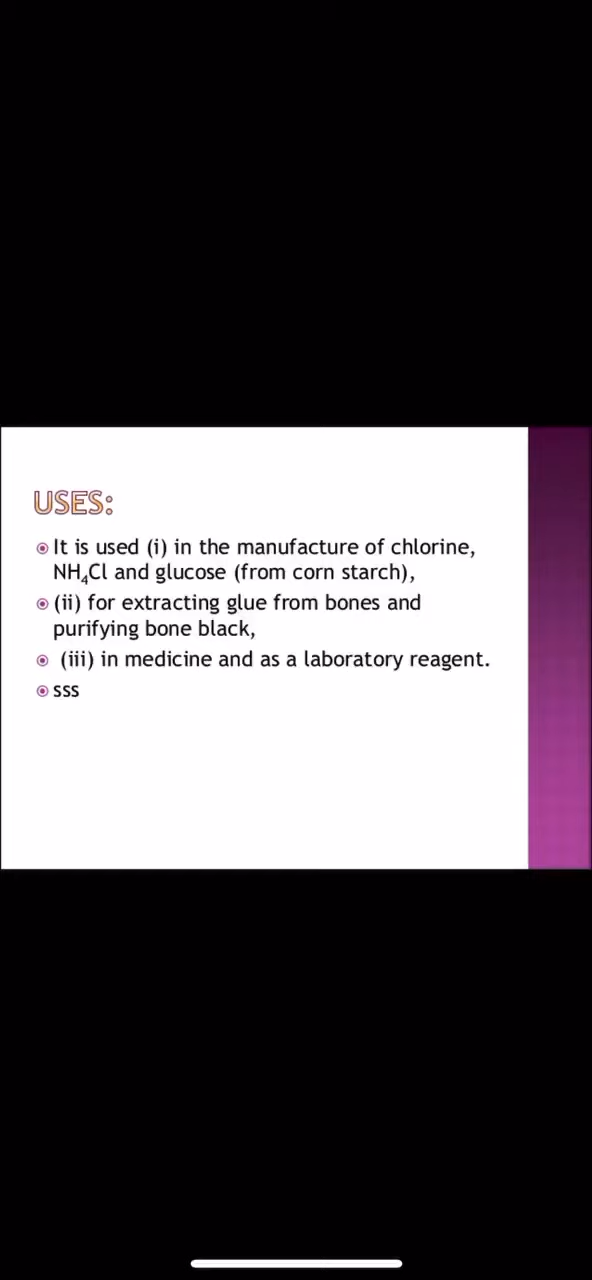 USES:
It is used (i) in the manufacture of chlorine,
NH₄Cl and glucose (from corn starch),
(ii) for extracting glue from bones and
purifying bone black,
(iii) in medicine and as a laboratory reagent.
sss